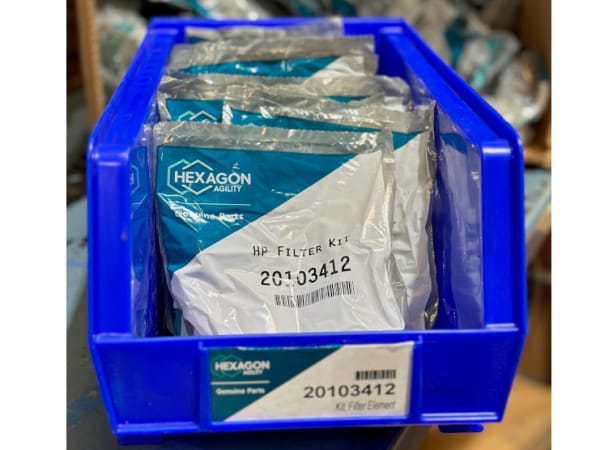 HEXAGON
AGILITY
Genuine Parts
HP FILTER KIT
20103412
HEXAGON
AGILITY
Genuine Parts
20103412
Kit, Filter Element